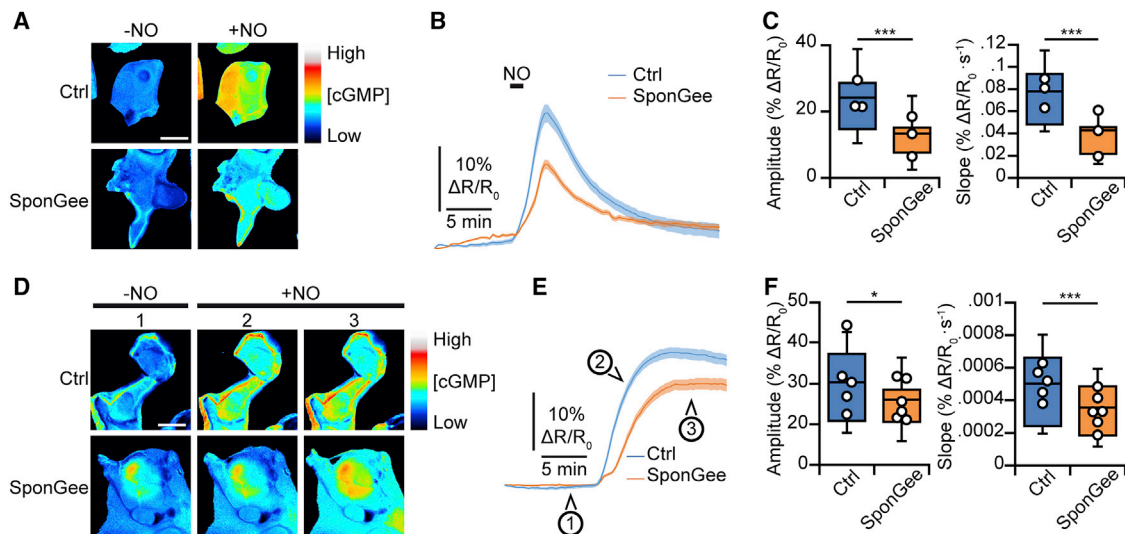 A
-NO
+NO
Ctrl
SponGee
High
[cGMP]
Low
B
NO
Ctrl
SponGee
10%
ΔR/R0
5 min
C
Amplitude (% ΔR/R0)
40
20
0
***
Ctrl
SponGee
Slope (% ΔR/R0·s-1)
.12
.1
.08
.06
.04
.02
0
***
Ctrl
SponGee
D
-NO
+NO
1
2
3
Ctrl
SponGee
High
[cGMP]
Low
E
2
3
1
10%
ΔR/R0
5 min
Ctrl
SponGee
F
Amplitude (% ΔR/R0)
50
40
30
20
10
0
*
Ctrl
SponGee
Slope (% ΔR/R0·s-1)
.001
.0008
.0006
.0004
.0002
0
***
Ctrl
SponGee